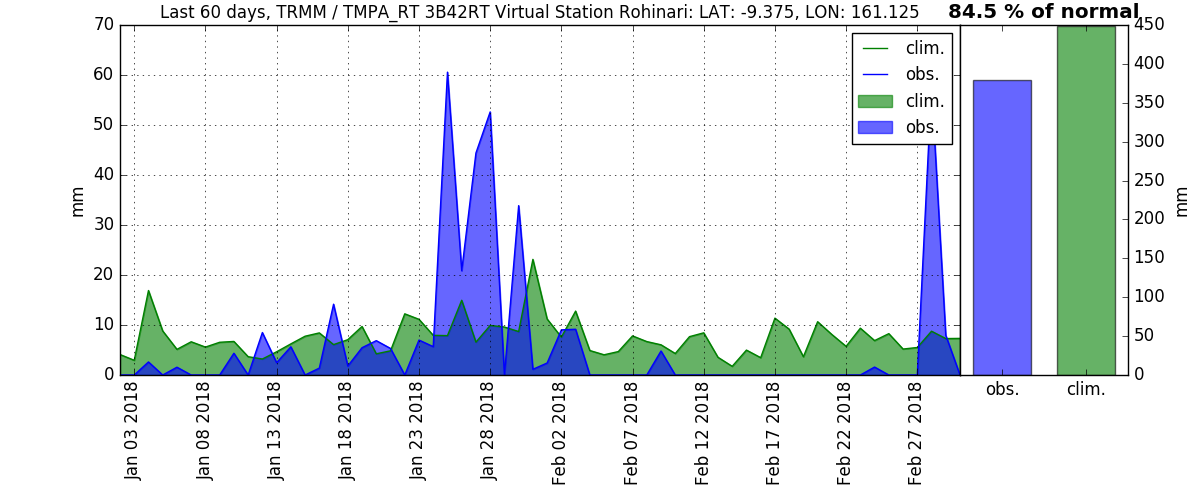 Last 60 days, TRMM / TMPA_RT 3B42RT Virtual Station Rohinari: LAT: -9.375, LON: 161.125
84.5 % of normal
mm
70
60
50
40
30
20
10
0
clim.
obs.
clim.
obs.
Jan 03 2018
Jan 08 2018
Jan 13 2018
Jan 18 2018
Jan 23 2018
Jan 28 2018
Feb 02 2018
Feb 07 2018
Feb 12 2018
Feb 17 2018
Feb 22 2018
Feb 27 2018
obs.
clim.
450
400
350
300
250
200
150
100
50
0
mm